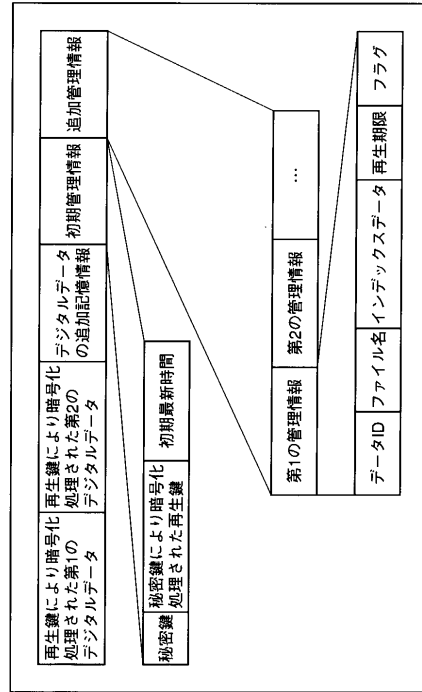 再生鍵により暗号化
処理された第1の
デジタルデータ
再生鍵により暗号化
処理された第2の
デジタルデータ
デジタルデータ
の追加記憶情報
初期管理情報
追加管理情報
秘密鍵
秘密鍵により暗号化
処理された再生鍵
初期最新時間
第1の管理情報
第2の管理情報
…
データID
ファイル名
インデックスデータ
再生期限
フラグ